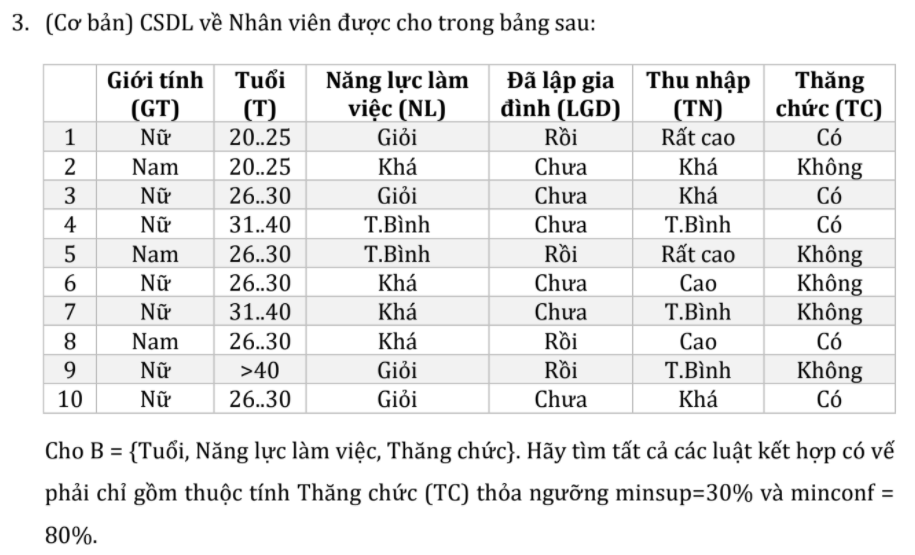 3. (Cơ bản) CSDL về Nhân viên được cho trong bảng sau:
Giới tính (GT) Tuổi (T) Năng lực làm việc (NL) Đã lập gia đình (LGD) Thu nhập (TN) Thăng chức (TC)
1 Nữ 20..25 Giỏi Rồi Rất cao Có
2 Nam 20..25 Khá Chưa Khá Không
3 Nữ 26..30 Giỏi Chưa Khá Có
4 Nữ 31..40 T.Bình Chưa T.Bình Có
5 Nam 26..30 T.Bình Rồi Rất cao Không
6 Nữ 26..30 Khá Chưa Cao Không
7 Nữ 31..40 Khá Chưa T.Bình Không
8 Nam 26..30 Khá Rồi Cao Có
9 Nữ >40 Giỏi Rồi T.Bình Không
10 Nữ 26..30 Giỏi Chưa Khá Có
Cho B = {Tuổi, Năng lực làm việc, Thăng chức}. Hãy tìm tất cả các luật kết hợp có vế
phải chỉ gồm thuộc tính Thăng chức (TC) thỏa ngưỡng minsup=30% và minconf =
80%.